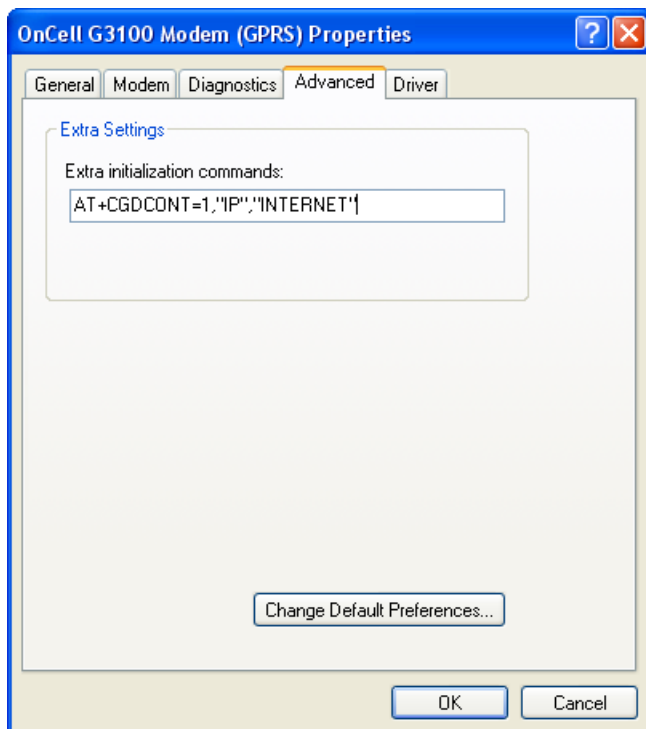 OnCell G3100 Modem (GPRS) Properties
General Modem Diagnostics Advanced Driver
Extra Settings
Extra initialization commands:
AT+CGDCONT=1,"IP","INTERNET"
Change Default Preferences...
OK Cancel